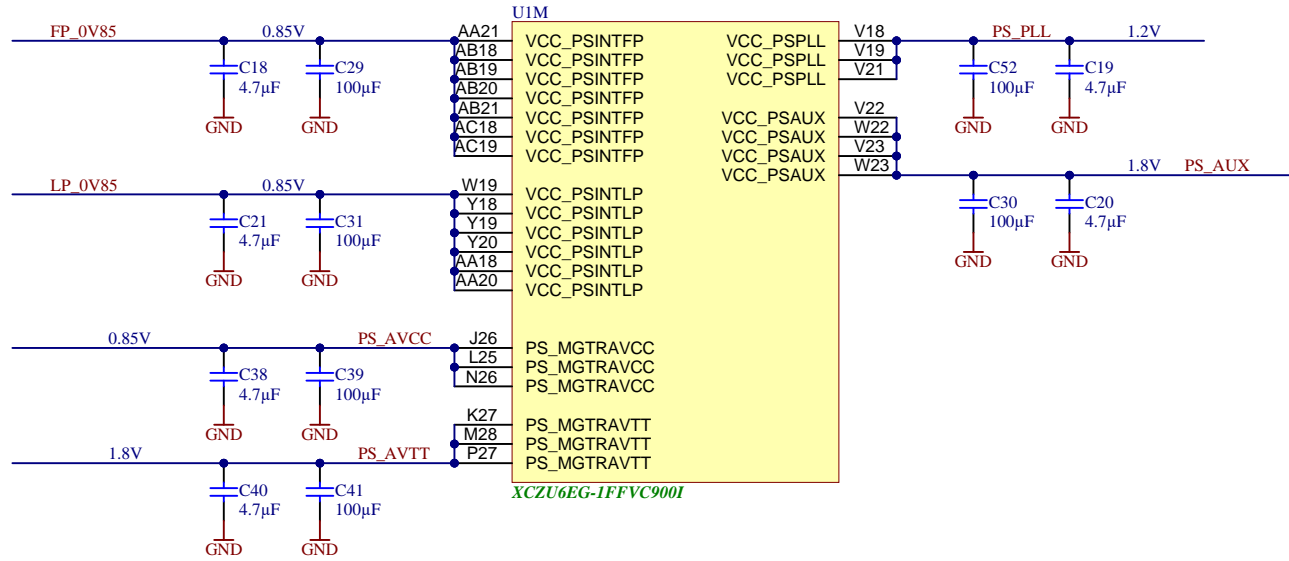 U1M
FP_0V85 0.85V AA21 VCC_PSINTFP VCC_PSPLL V18 PS_PLL 1.2V
AB18 VCC_PSINTFP VCC_PSPLL V19
C18 C29 AB19 VCC_PSINTFP VCC_PSPLL V21 C52 C19
4.7µF 100µF AB20 VCC_PSINTFP 100µF 4.7µF
AB21 VCC_PSINTFP VCC_PSAUX V22
GND GND AC18 VCC_PSINTFP VCC_PSAUX W22 GND GND
AC19 VCC_PSINTFP VCC_PSAUX V23
VCC_PSAUX W23 1.8V PS_AUX
LP_0V85 0.85V W19 VCC_PSINTLP
Y18 VCC_PSINTLP C30 C20
C21 C31 Y19 VCC_PSINTLP 100µF 4.7µF
4.7µF 100µF Y20 VCC_PSINTLP
AA18 VCC_PSINTLP GND GND
GND GND AA20 VCC_PSINTLP
0.85V PS_AVCC J26 PS_MGTRAVCC
L25 PS_MGTRAVCC
C38 C39 N26 PS_MGTRAVCC
4.7µF 100µF
K27 PS_MGTRAVTT
GND GND M28 PS_MGTRAVTT
1.8V PS_AVTT P27 PS_MGTRAVTT
C40 C41 XCZU6EG-1FFVC900I
4.7µF 100µF
GND GND